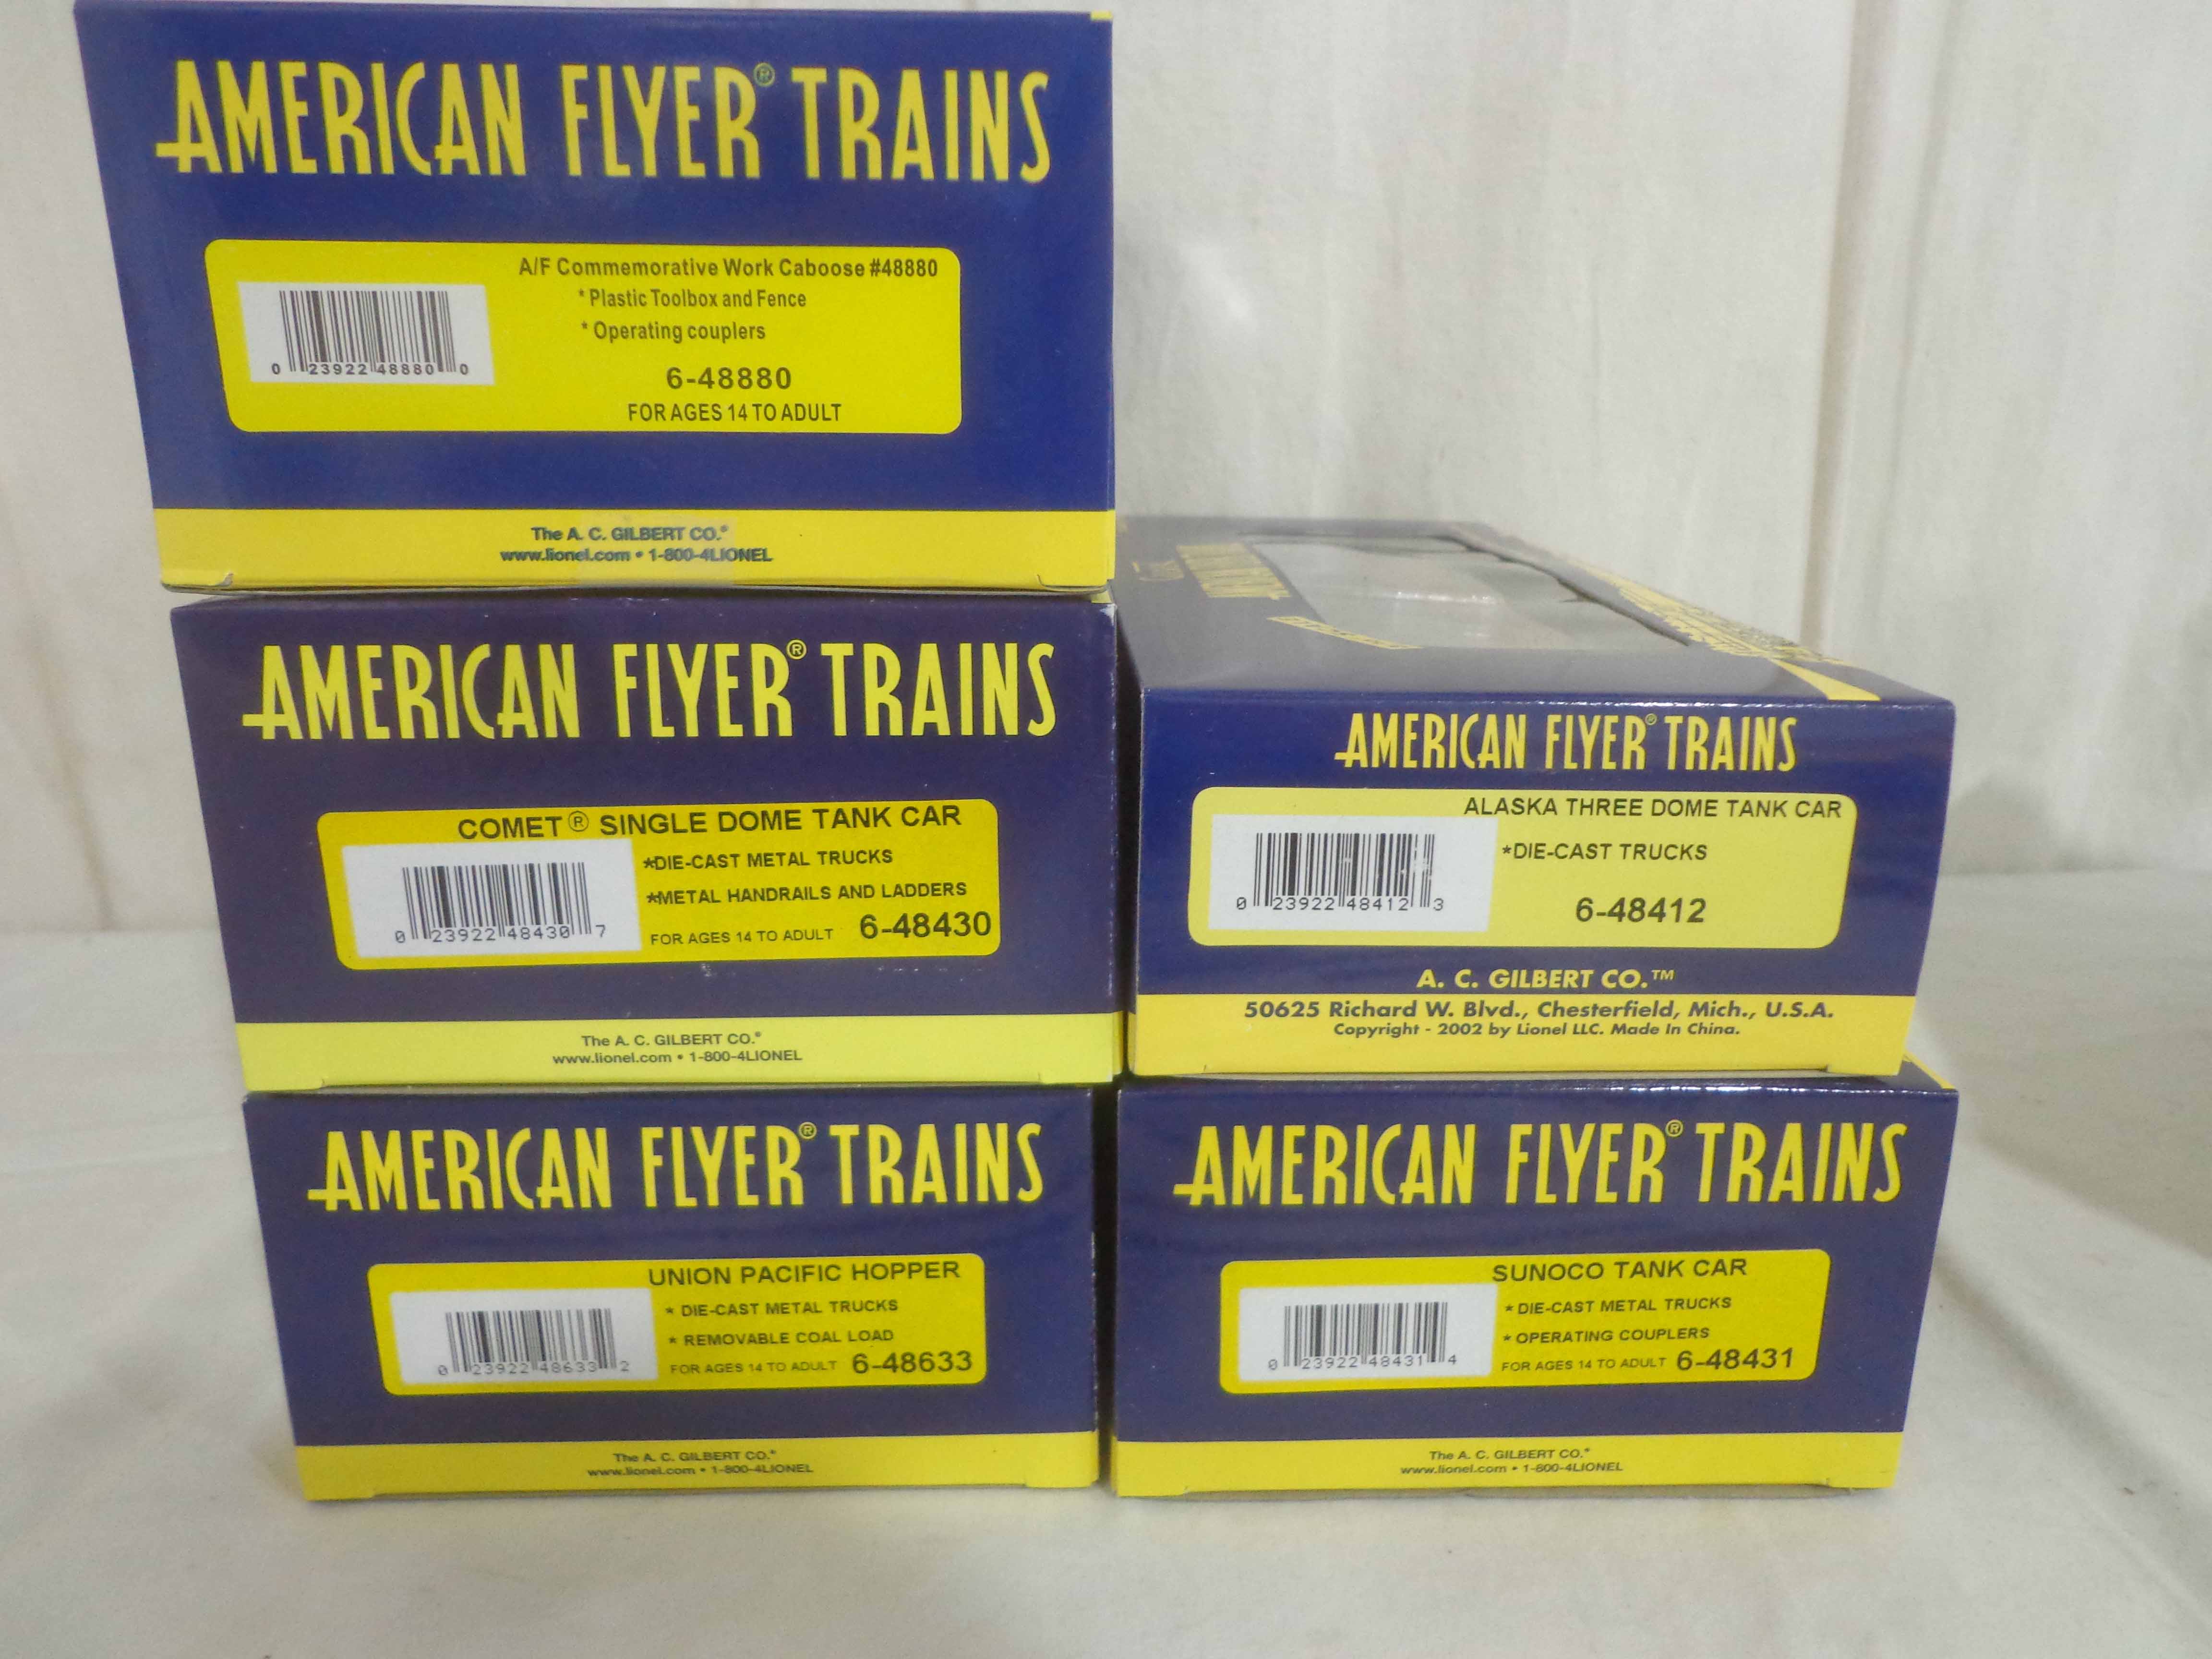 AMERICAN FLYER® TRAINS
A/F Commemorative Work Caboose #48880
* Plastic Toolbox and Fence
* Operating couplers
0 23922 48880 0
6-48880
FOR AGES 14 TO ADULT
The A. C. GILBERT CO.®
www.lionel.com • 1-800-4LIONEL
AMERICAN FLYER® TRAINS
COMET® SINGLE DOME TANK CAR
*DIE-CAST METAL TRUCKS
*METAL HANDRAILS AND LADDERS
0 23922 48430 7
FOR AGES 14 TO ADULT 6-48430
The A. C. GILBERT CO.®
www.lionel.com • 1-800-4LIONEL
AMERICAN FLYER® TRAINS
ALASKA THREE DOME TANK CAR
*DIE-CAST TRUCKS
0 23922 48412 3
6-48412
A. C. GILBERT CO.™
50625 Richard W. Blvd., Chesterfield, Mich., U.S.A.
Copyright - 2002 by Lionel LLC. Made In China.
AMERICAN FLYER® TRAINS
UNION PACIFIC HOPPER
* DIE-CAST METAL TRUCKS
* REMOVABLE COAL LOAD
0 23922 48633 2
FOR AGES 14 TO ADULT 6-48633
The A. C. GILBERT CO.®
www.lionel.com • 1-800-4LIONEL
AMERICAN FLYER® TRAINS
SUNOCO TANK CAR
* DIE-CAST METAL TRUCKS
* OPERATING COUPLERS
0 23922 48431 4
FOR AGES 14 TO ADULT 6-48431
The A. C. GILBERT CO.®
www.lionel.com • 1-800-4LIONEL